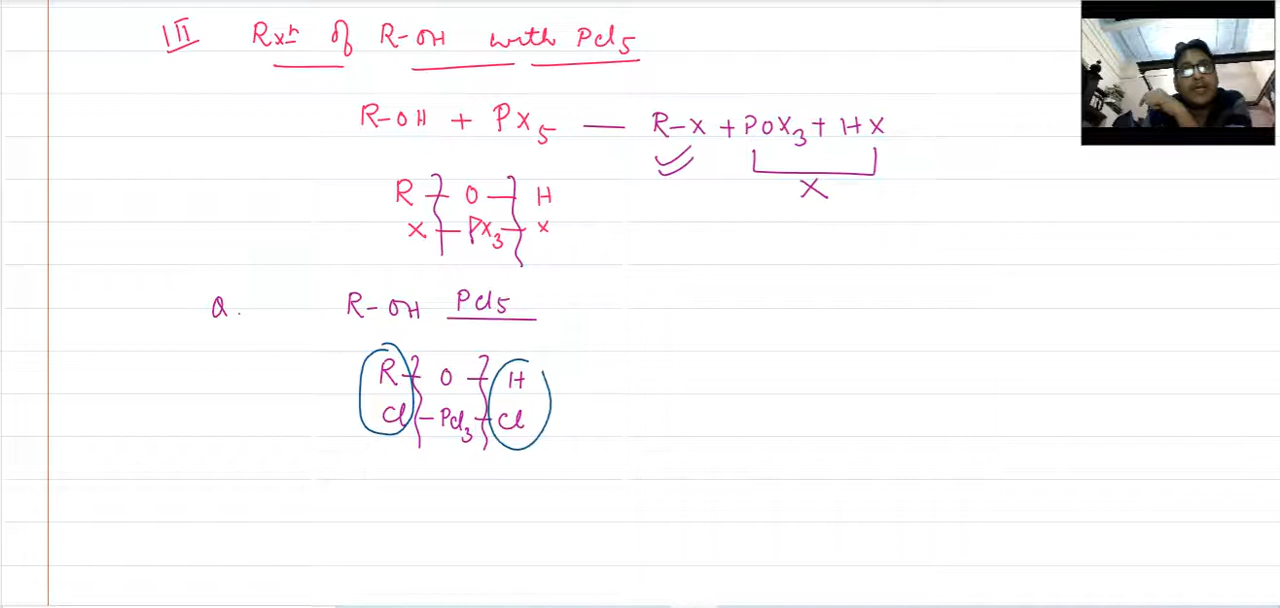 III Rxn of R-OH with PCl5
R-OH + PX5 — R-X + POX3 + HX
X
R - O - H
X - PX3 - X
Q. R-OH PCl5
R - O - H
Cl - PCl3 - Cl